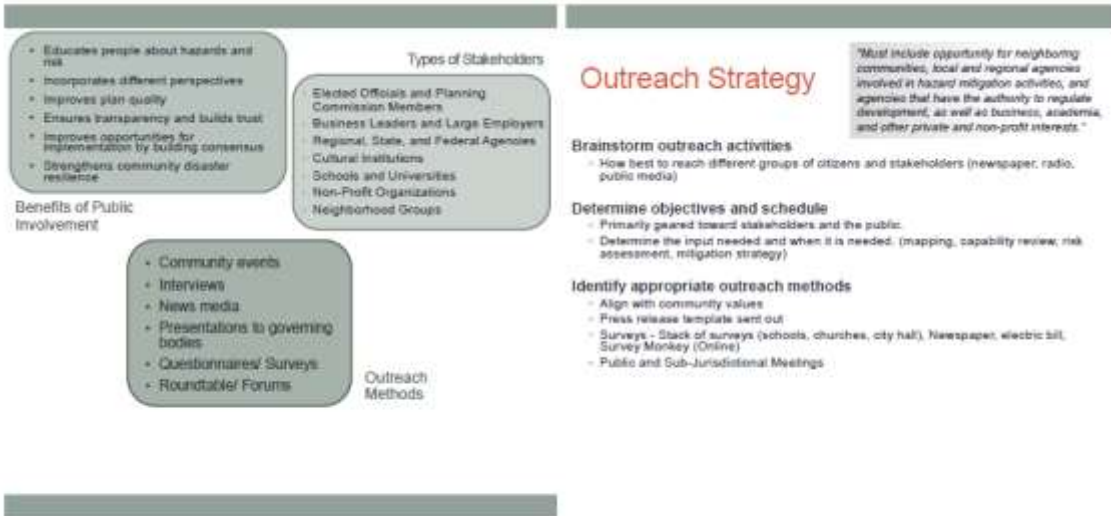 • Educates people about hazards and
risk
• Incorporates different perspectives
• Improves plan quality
• Ensures transparency and builds trust
• Improves opportunities for
implementation by building consensus
• Strengthens community disaster
resilience
Benefits of Public
Involvement
Types of Stakeholders
Elected Officials and Planning
Commission Members
Business Leaders and Large Employers
Regional, State, and Federal Agencies
Cultural Institutions
Schools and Universities
Non-Profit Organizations
Neighborhood Groups
• Community events
• Interviews
• News media
• Presentations to governing
bodies
• Questionnaires/ Surveys
• Roundtable/ Forums
Outreach
Methods
Outreach Strategy
"Must include opportunity for neighboring
communities, local and regional agencies
involved in hazard mitigation activities, and
agencies that have the authority to regulate
development, as well as business, academia,
and other private and non-profit interests."
Brainstorm outreach activities
How best to reach different groups of citizens and stakeholders (newspaper, radio,
public media)
Determine objectives and schedule
Primarily geared toward stakeholders and the public.
Determine the input needed and when it is needed. (mapping, capability review, risk
assessment, mitigation strategy)
Identify appropriate outreach methods
Align with community values
Press release template sent out
Surveys - Stack of surveys (schools, churches, city hall), Newspaper, electric bill,
Survey Monkey (Online)
Public and Sub-Jurisdictional Meetings